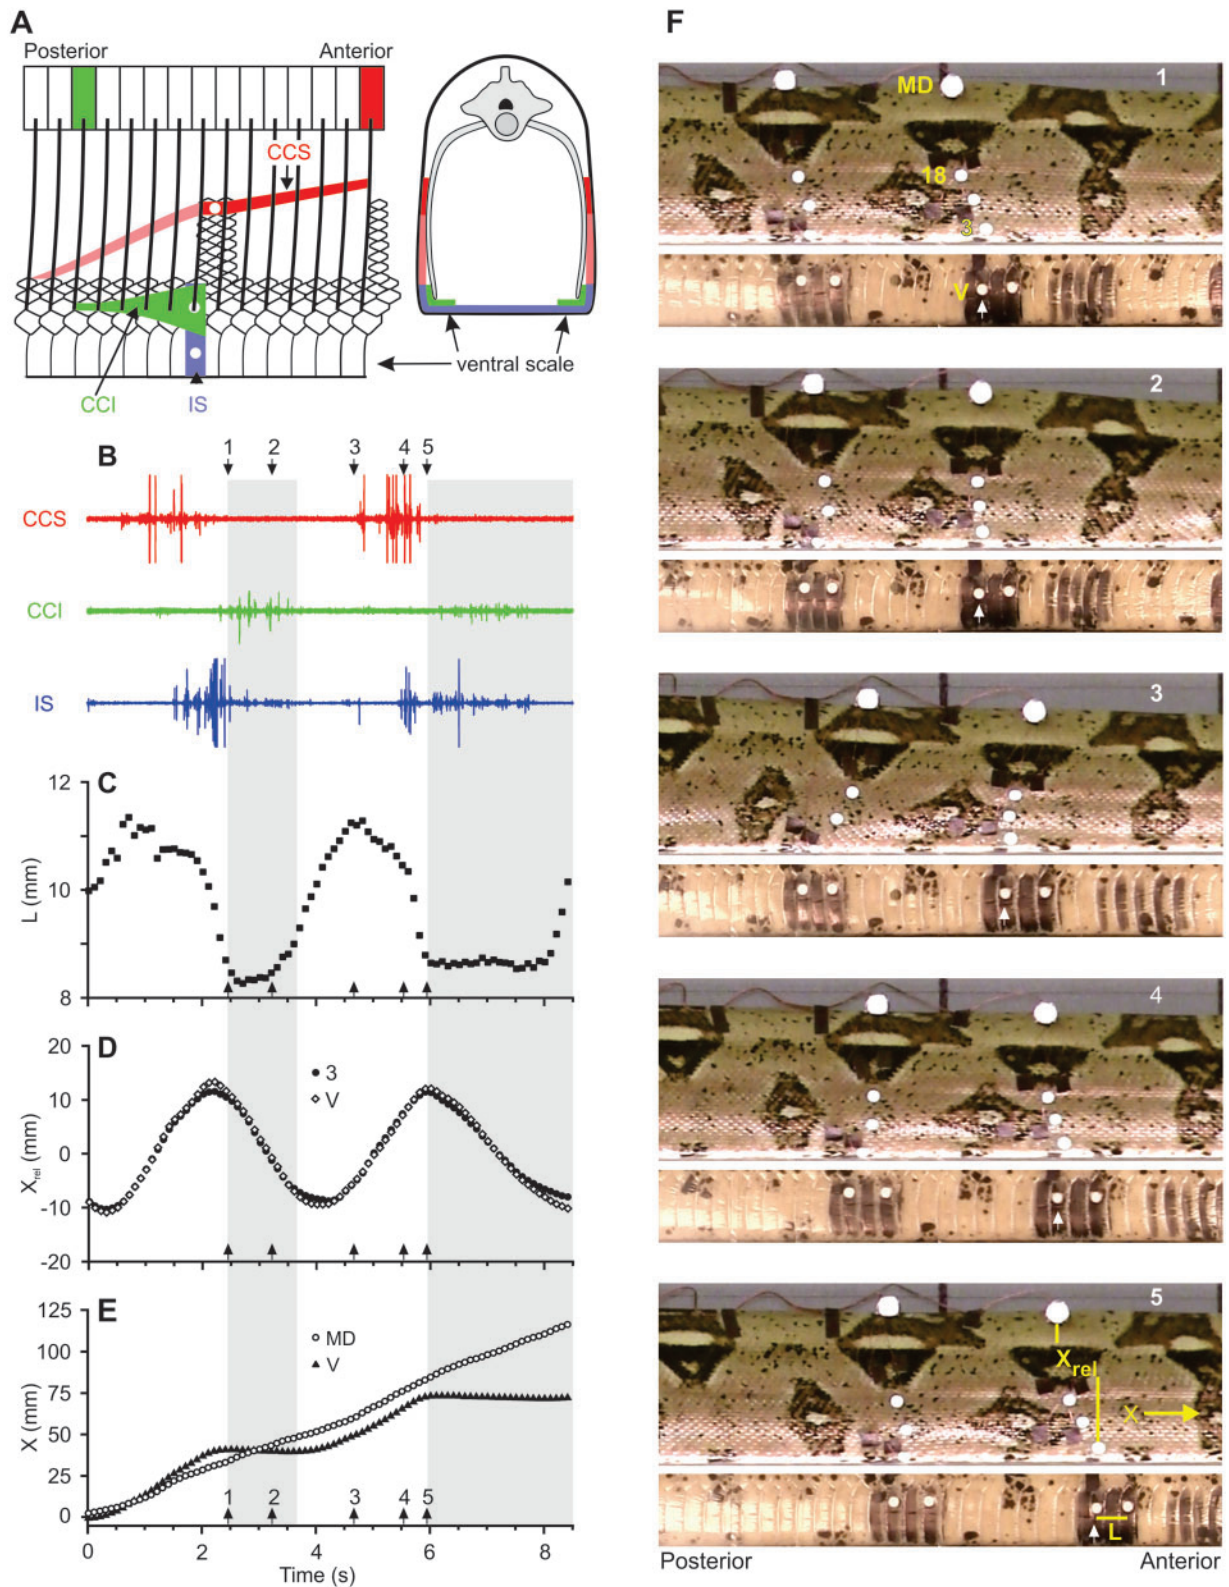 A
Posterior
Anterior
CCS
CCI
IS
ventral scale
B
1 2 3 4 5
CCS
CCI
IS
C
12
10
8
L (mm)
D
20
10
0
-10
-20
Xrel (mm)
3
V
E
125
100
75
50
25
0
X (mm)
MD
V
1 2 3 4 5
0 2 4 6 8
Time (s)
F
1
MD
18
3
V
2
3
4
5
Xrel
X
L
Posterior
Anterior